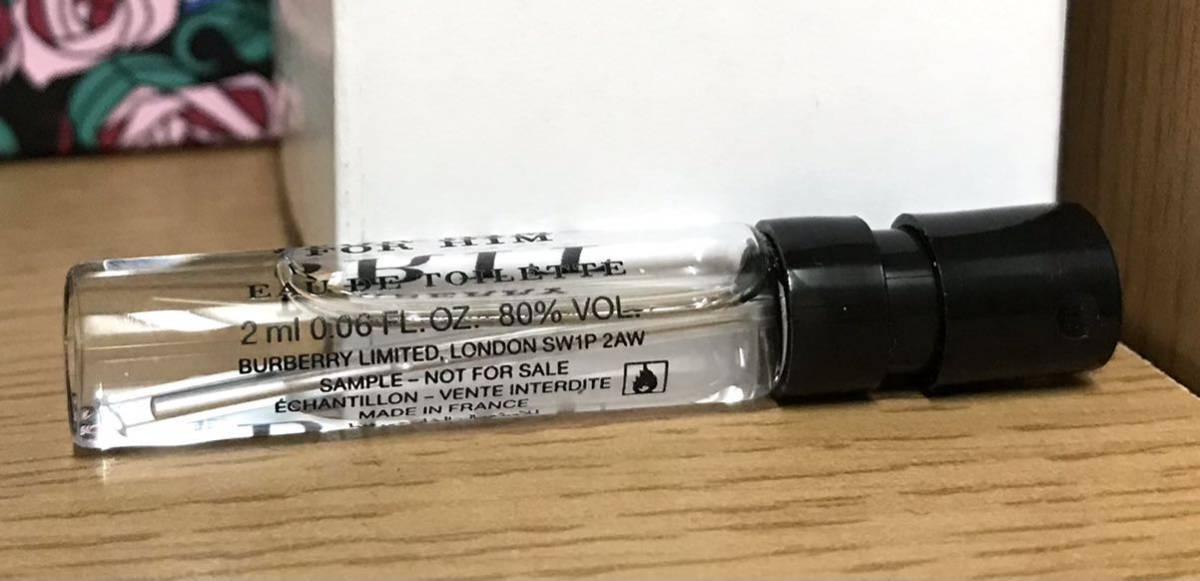 FOR HIM
EAU DE TOILETTE
2 ml 0.06 FL. OZ. - 80% VOL.
BURBERRY LIMITED, LONDON SW1P 2AW
SAMPLE – NOT FOR SALE
ÉCHANTILLON – VENTE INTERDITE
MADE IN FRANCE